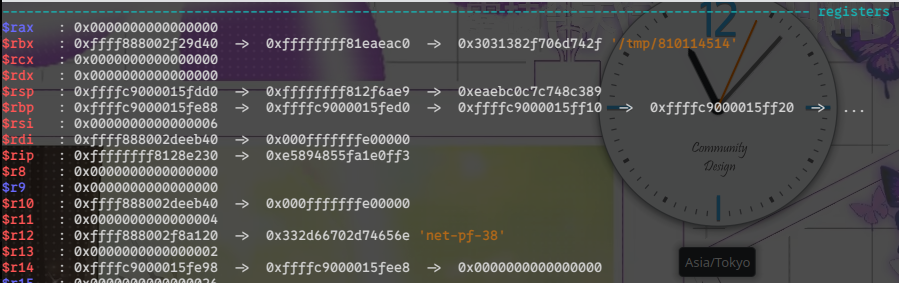 registers
$rax : 0x0000000000000000
$rbx : 0xffff888002f29d40 → 0xffffffff81eaeac0 → 0x3031382f706d742f '/tmp/810114514'
$rcx : 0x0000000000000000
$rdx : 0x0000000000000000
$rsp : 0xffffc9000015fdd0 → 0xffffffff812f6ae9 → 0xeaebc0c7c748c389
$rbp : 0xffffc9000015fe88 → 0xffffc9000015fed0 → 0xffffc9000015ff10 → 0xffffc9000015ff20 → ...
$rsi : 0x0000000000000006
$rdi : 0xffff888002deeb40 → 0x000fffffffe00000
$rip : 0xffffffff8128e230 → 0xe5894855fa1e0ff3
$r8 : 0x0000000000000000
$r9 : 0x0000000000000000
$r10 : 0xffff888002deeb40 → 0x000fffffffe00000
$r11 : 0x0000000000000004
$r12 : 0xffff888002f8a120 → 0x332d66702d74656e 'net-pf-38'
$r13 : 0x0000000000000002
$r14 : 0xffffc9000015fe98 → 0xffffc9000015fee8 → 0x0000000000000000
$r15 : 0x0000000000000026
12
Community
Design
Asia/Tokyo